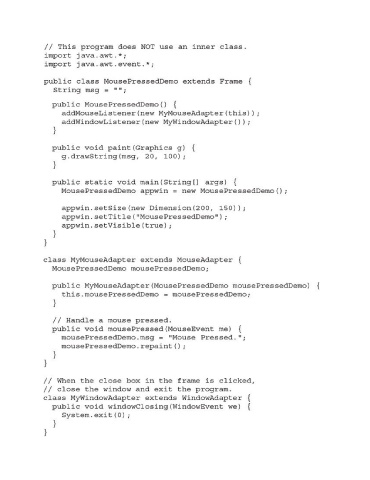 // This program does NOT use an inner class.
import java.awt.*;
import java.awt.event.*;

public class MousePressedDemo extends Frame {
  String msg = "";

  public MousePressedDemo() {
    addMouseListener(new MyMouseAdapter(this));
    addWindowListener(new MyWindowAdapter());
  }

  public void paint(Graphics g) {
    g.drawString(msg, 20, 100);
  }

  public static void main(String[] args) {
    MousePressedDemo appwin = new MousePressedDemo();

    appwin.setSize(new Dimension(200, 150));
    appwin.setTitle("MousePressedDemo");
    appwin.setVisible(true);
  }
}

class MyMouseAdapter extends MouseAdapter {
  MousePressedDemo mousePressedDemo;

  public MyMouseAdapter(MousePressedDemo mousePressedDemo) {
    this.mousePressedDemo = mousePressedDemo;
  }

  // Handle a mouse pressed.
  public void mousePressed(MouseEvent me) {
    mousePressedDemo.msg = "Mouse Pressed.";
    mousePressedDemo.repaint();
  }
}

// When the close box in the frame is clicked,
// close the window and exit the program.
class MyWindowAdapter extends WindowAdapter {
  public void windowClosing(WindowEvent we) {
    System.exit(0);
  }
}